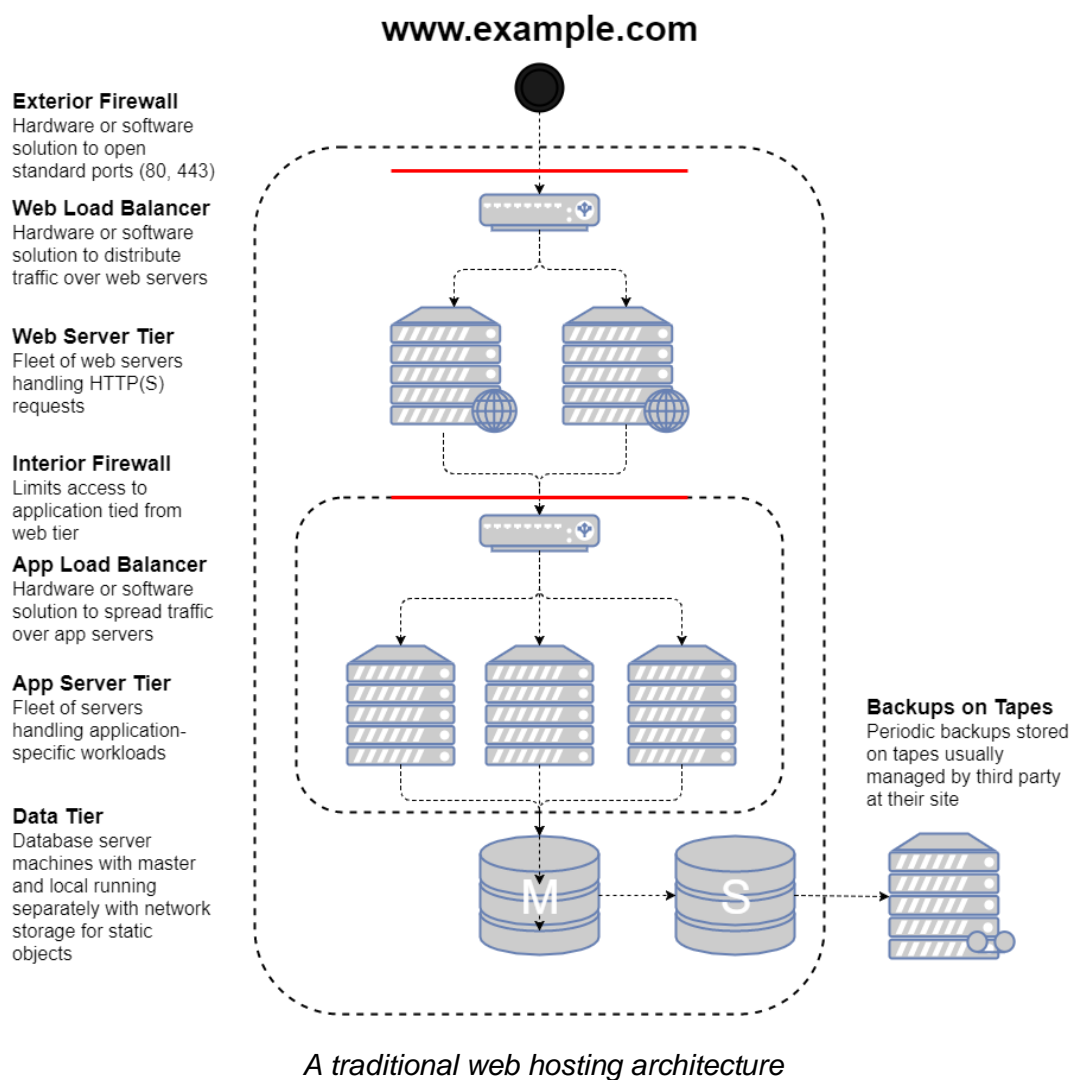 www.example.com
Exterior Firewall
Hardware or software
solution to open
standard ports (80, 443)
Web Load Balancer
Hardware or software
solution to distribute
traffic over web servers
Web Server Tier
Fleet of web servers
handling HTTP(S)
requests
Interior Firewall
Limits access to
application tied from
web tier
App Load Balancer
Hardware or software
solution to spread traffic
over app servers
App Server Tier
Fleet of servers
handling application-
specific workloads
Backups on Tapes
Periodic backups stored
on tapes usually
managed by third party
at their site
Data Tier
Database server
machines with master
and local running
separately with network
storage for static
objects
M
S
A traditional web hosting architecture